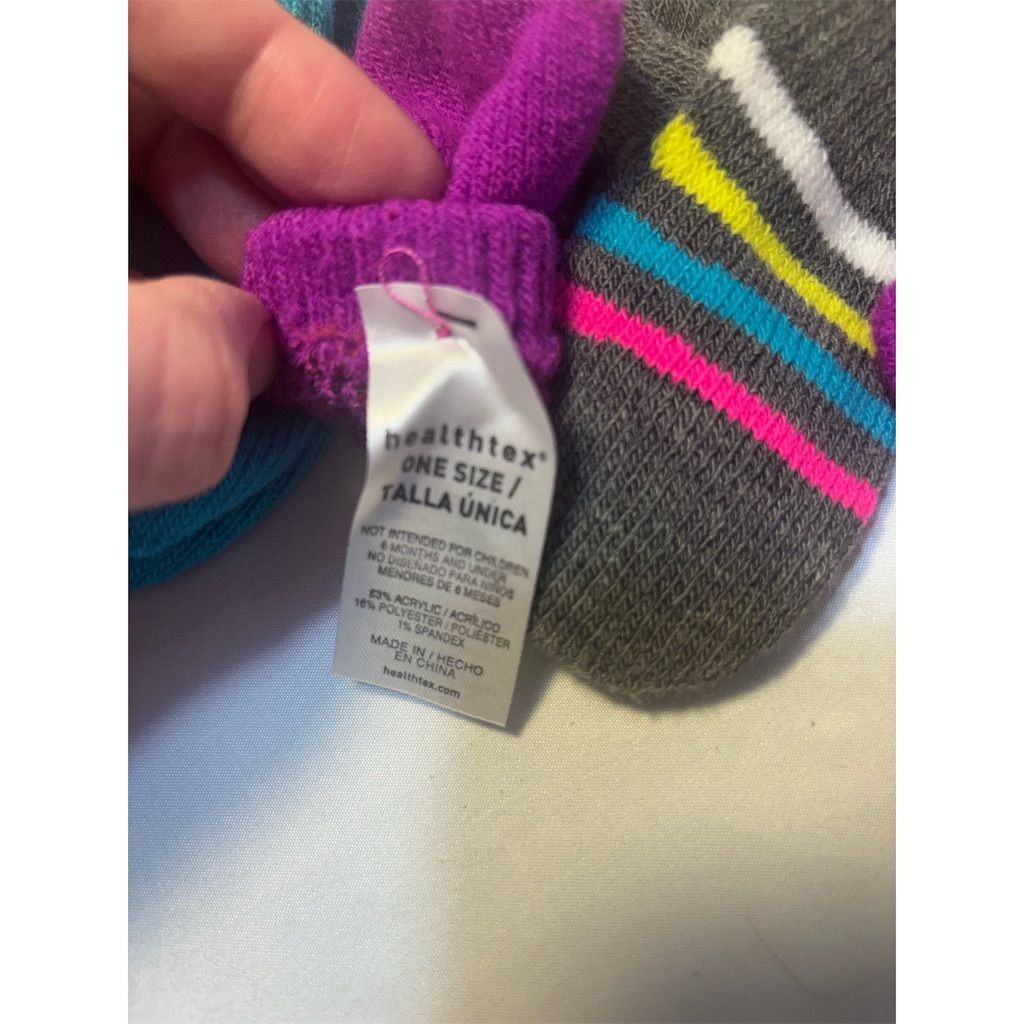 healthtex®
ONE SIZE /
TALLA ÚNICA
NOT INTENDED FOR CHILDREN
6 MONTHS AND UNDER
NO DISEÑADO PARA NIÑOS
MENORES DE 6 MESES
83% ACRYLIC / ACRÍLICO
16% POLYESTER / POLIÉSTER
1% SPANDEX
MADE IN / HECHO
EN CHINA
healthtex.com